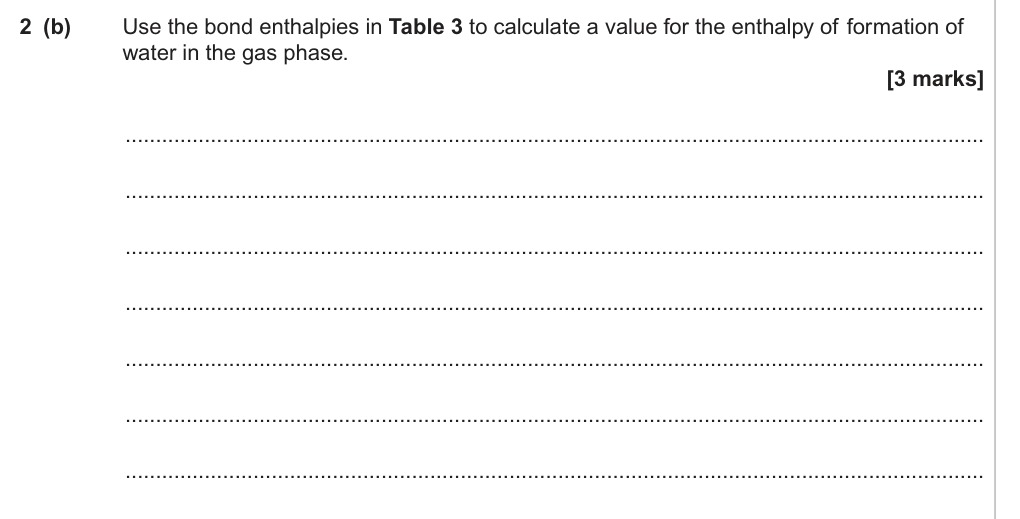 2 (b) Use the bond enthalpies in Table 3 to calculate a value for the enthalpy of formation of
water in the gas phase.
[3 marks]